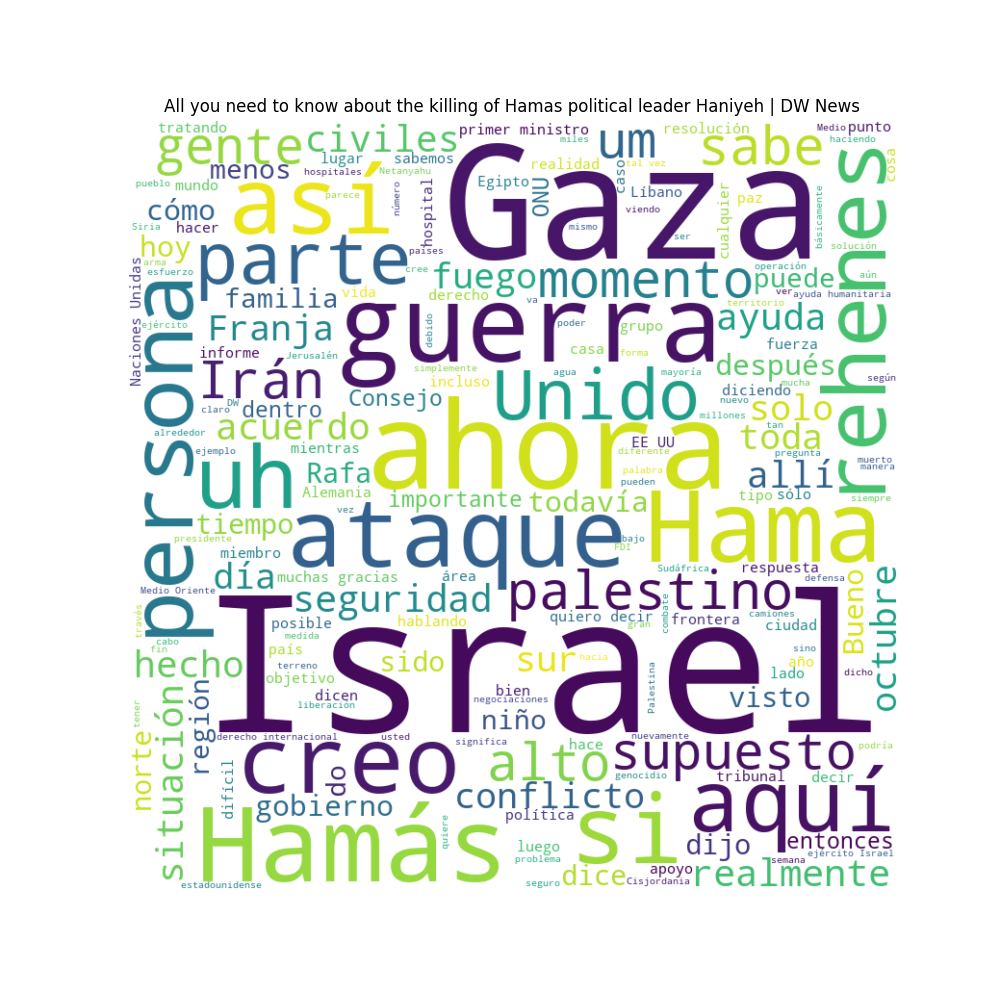 All you need to know about the killing of Hamas political leader Haniyeh | DW News
tratando
gente
civiles
primer ministro
miles
um
resolución
Medio
punto
haciendo
sabe
cosa
lugar
sabemos
menos
hospitales
Netanyahu
realidad
tal vez
caso
pueblo
mundo
así
parece
número
hospital
Gaza
Egipto
ONU
Líbano
viendo
cualquier
paz
básicamente
rehenes
cómo
Siria
hacer
hoy
arma
esfuerzo
Naciones Unidas
parte
países
cree
mismo
ser
solución
fuego
momento
operación
puede
aún
familia
vida
derecho
va
ver
ayuda humanitaria
territorio
persona
ejército
Franja
guerra
debido
poder
grupo
ayuda
informe
Jerusalén
casa
forma
fuerza
Irán
simplemente
agua
mayoría
después
mucha
según
DW
claro
dentro
Consejo
incluso
Unido
diciendo
nuevo
millones
solo
tan
alrededor
acuerdo
ahora
EE UU
diferente
toda
pregunta
muerto
manera
ejemplo
mientras
uh
Rafa
palabra
pueden
allí
siempre
Alemania
importante
todavía
tipo
sólo
vez
tiempo
ataque
bajo
FDI
Hama
presidente
miembro
día
muchas gracias
área
Sudáfrica
respuesta
defensa
Medio Oriente
seguridad
palestino
combate
camiones
Bueno
octubre
través
posible
hablando
quiero decir
gran
frontera
ciudad
cabo
fin
medida
país
terreno
objetivo
sido
sur
hacia
sino
año
lado
dicho
hecho
Israel
dicen
bien
negociaciones
Palestina
visto
liberación
niño
tener
situación
región
norte
derecho internacional
usted
significa
nuevamente
podría
creo
do
alto
hace
genocidio
supuesto
tribunal
decir
difícil
gobierno
conflicto
política
aquí
Hamás
quiere
luego
problema
si
dijo
entonces
ejército Israel
semana
estadounidense
seguro
dice
apoyo
Cisjordania
realmente